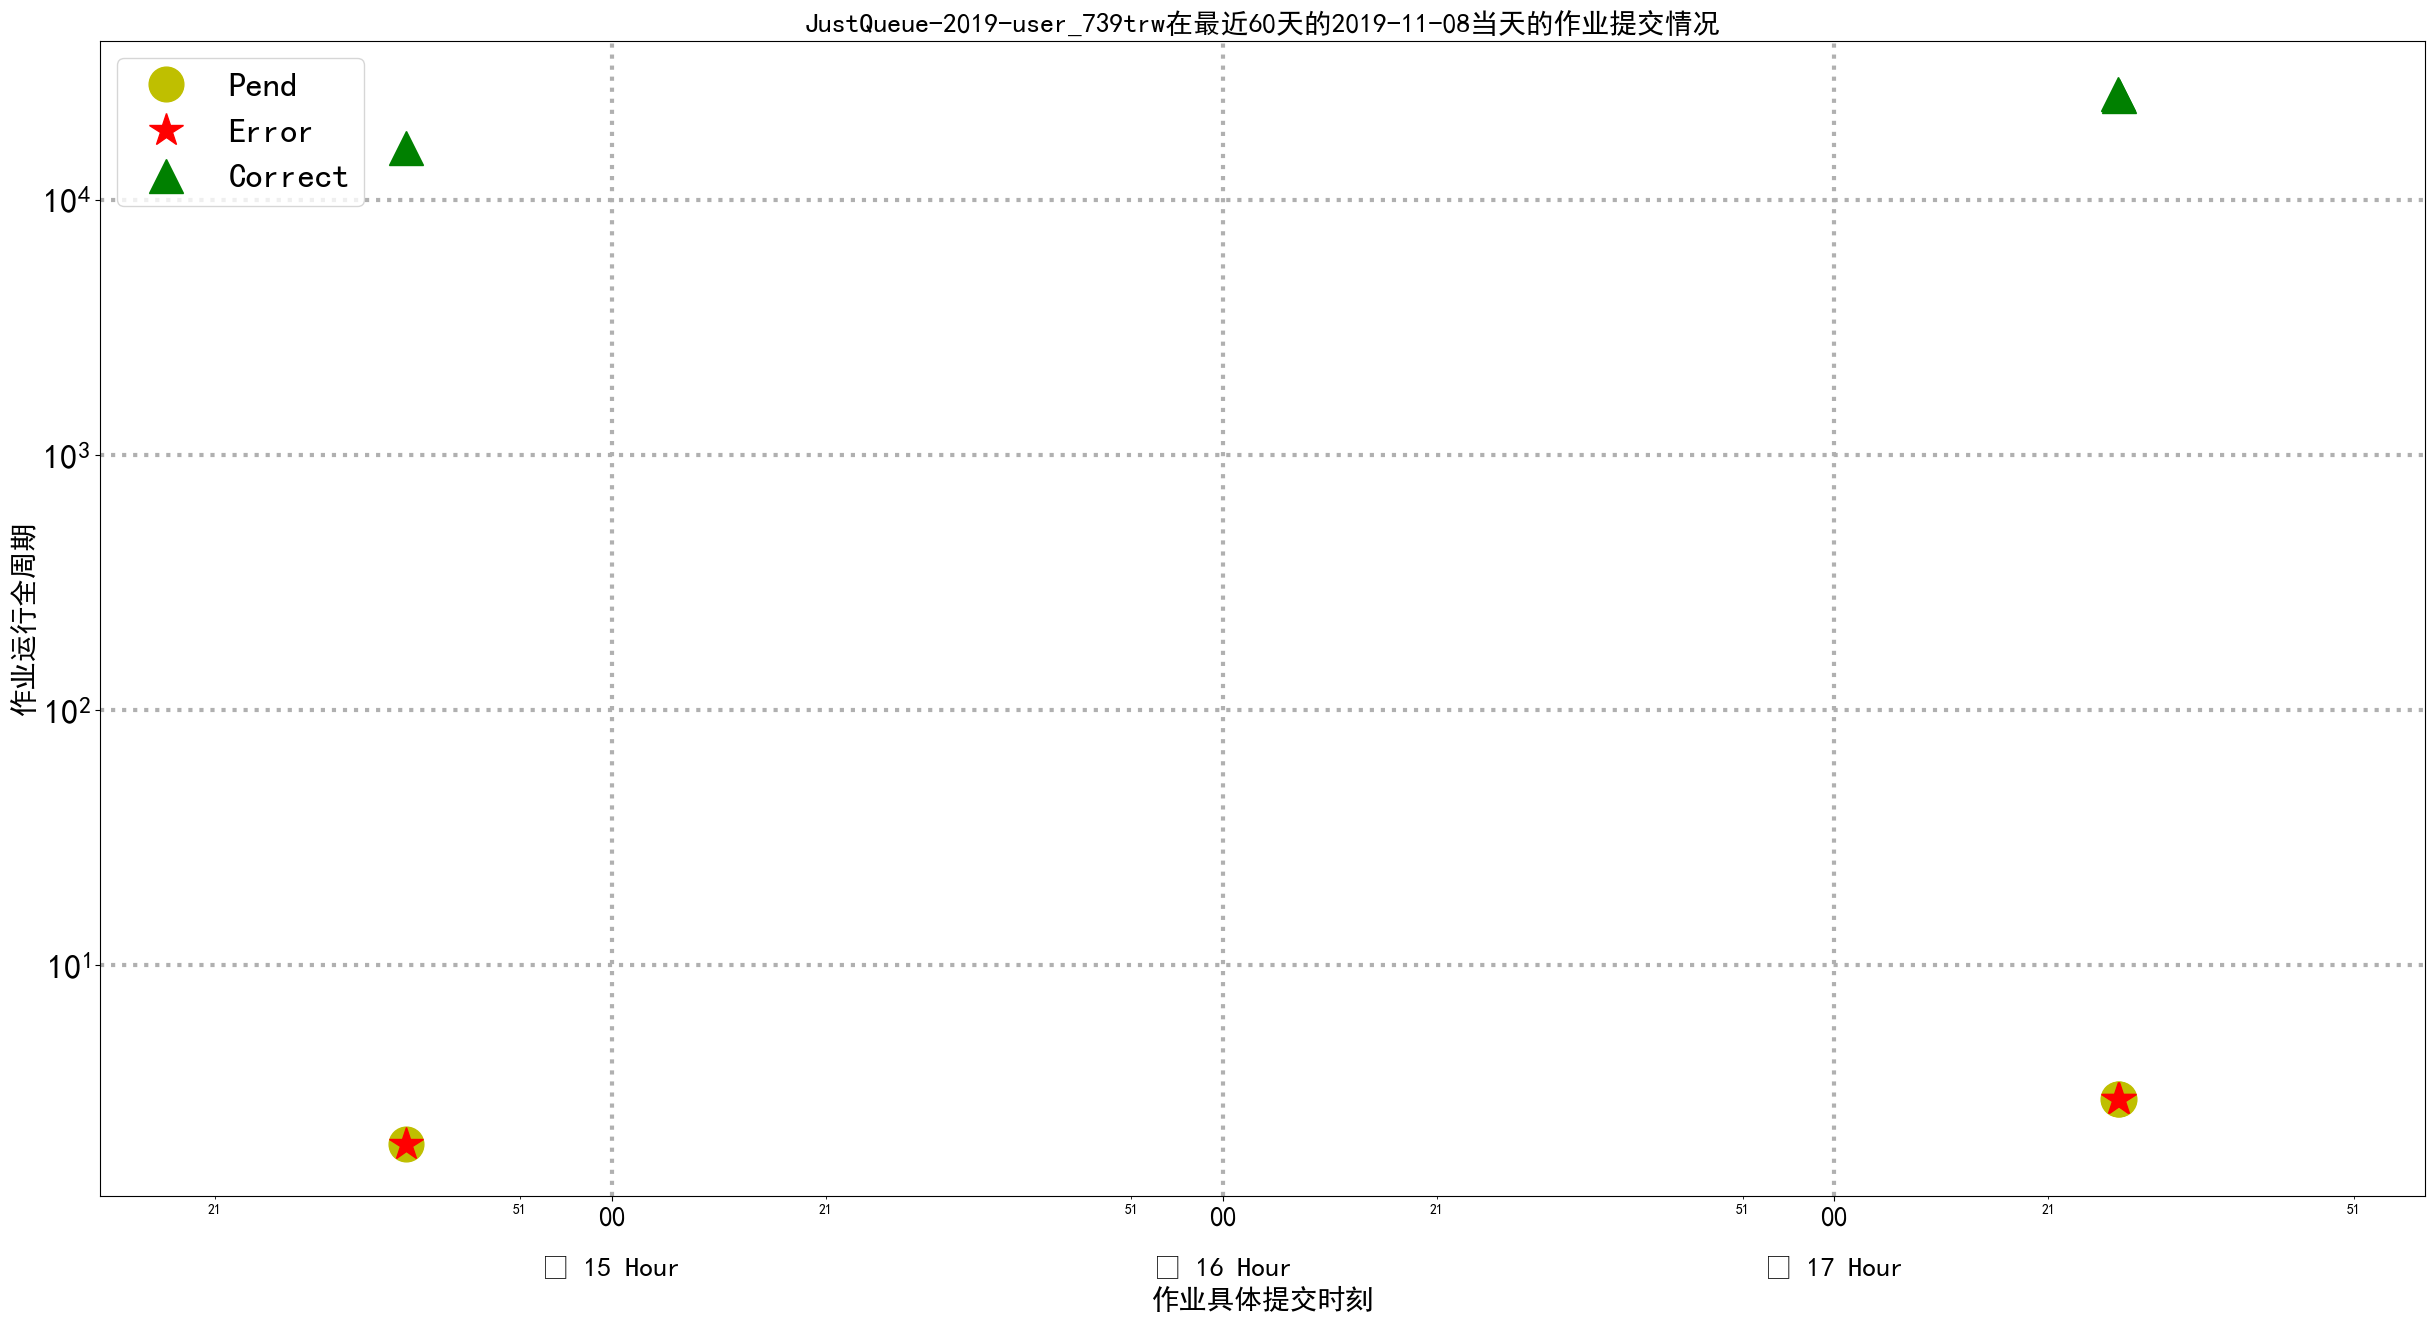 JustQueue-2019-user_739trw在最近60天的2019-11-08当天的作业提交情况
Pend
Error
Correct
10⁴
10³
10²
10¹
作业运行全周期
21 51 00 21 51 00 21 51 00 21 51
□ 15 Hour □ 16 Hour □ 17 Hour
作业具体提交时刻